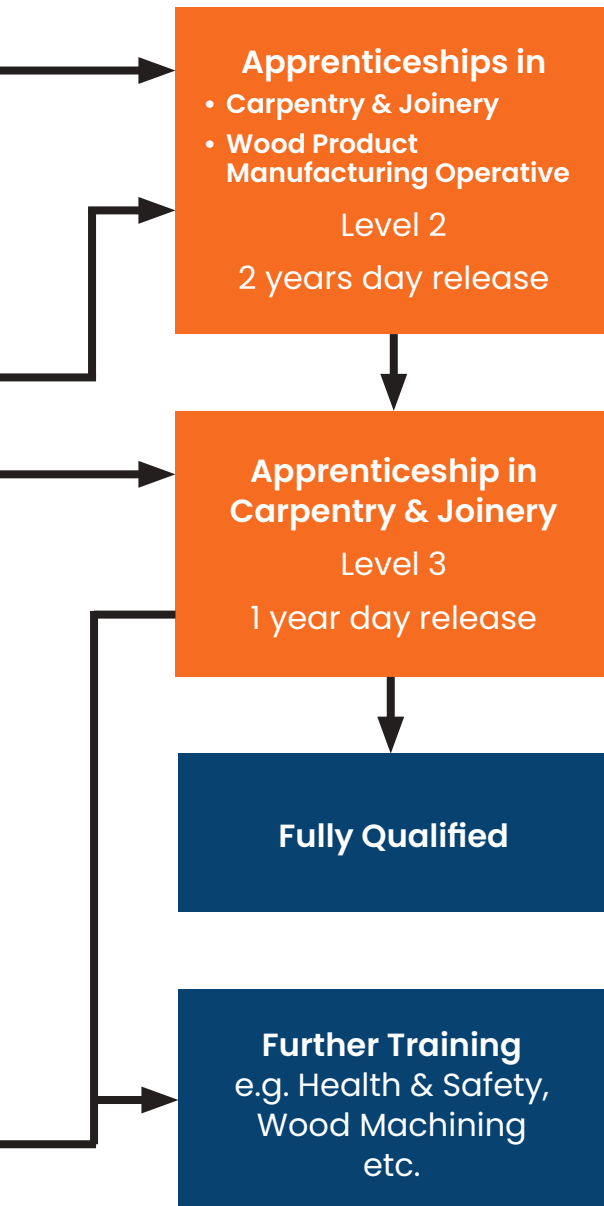 Apprenticeships in
• Carpentry & Joinery
• Wood Product
Manufacturing Operative
Level 2
2 years day release
Apprenticeship in
Carpentry & Joinery
Level 3
1 year day release
Fully Qualified
Further Training
e.g. Health & Safety,
Wood Machining
etc.